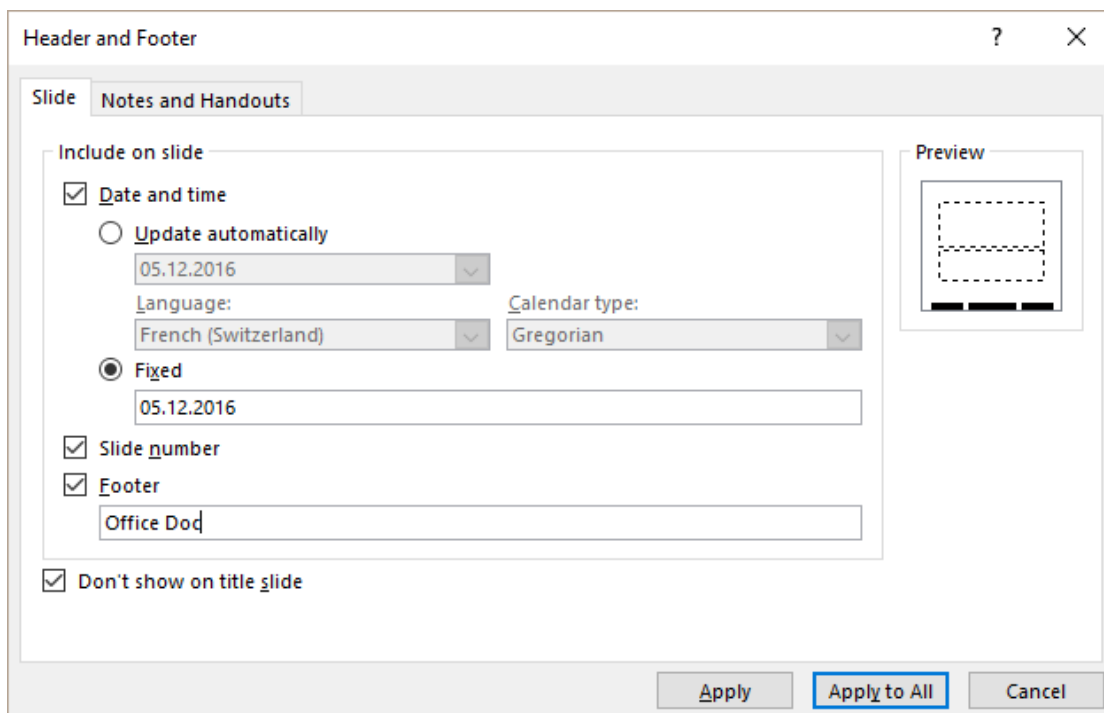 Header and Footer ?
Slide Notes and Handouts
Include on slide Preview
Date and time
Update automatically
05.12.2016
Language: Calendar type:
French (Switzerland) Gregorian
Fixed
05.12.2016
Slide number
Footer
Office Doc
Don't show on title slide
Apply Apply to All Cancel